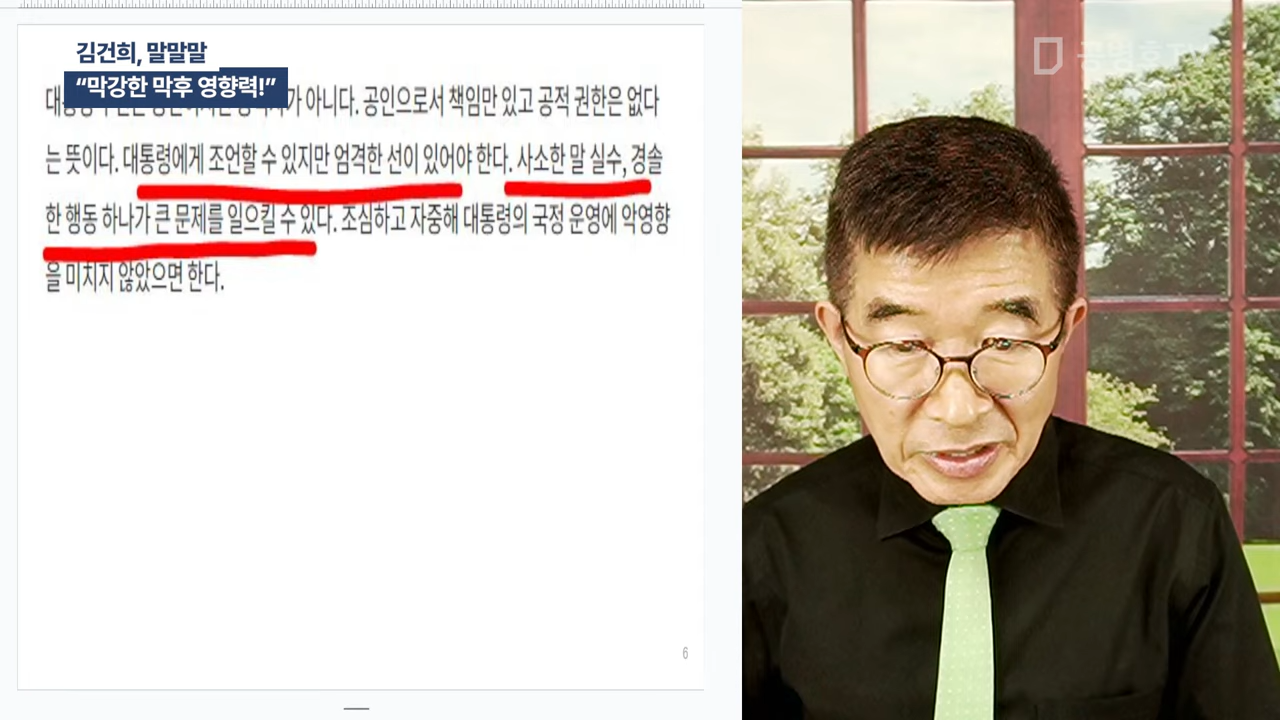 김건희, 말말말
“막강한 막후 영향력!”
아니다. 공인으로서 책임만 있고 공적 권한은 없다
는 뜻이다. 대통령에게 조언할 수 있지만 엄격한 선이 있어야 한다. 사소한 말 실수, 경솔
한 행동 하나가 큰 문제를 일으킬 수 있다. 조심하고 자중해 대통령의 국정 운영에 악영향
을 미치지 않았으면 한다.
6
공병호TV